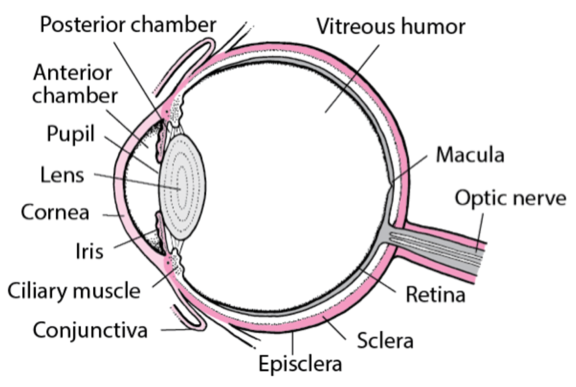 Posterior chamber
Vitreous humor
Anterior
chamber
Pupil
Macula
Lens
Optic nerve
Cornea
Iris
Ciliary muscle
Retina
Conjunctiva
Sclera
Episclera